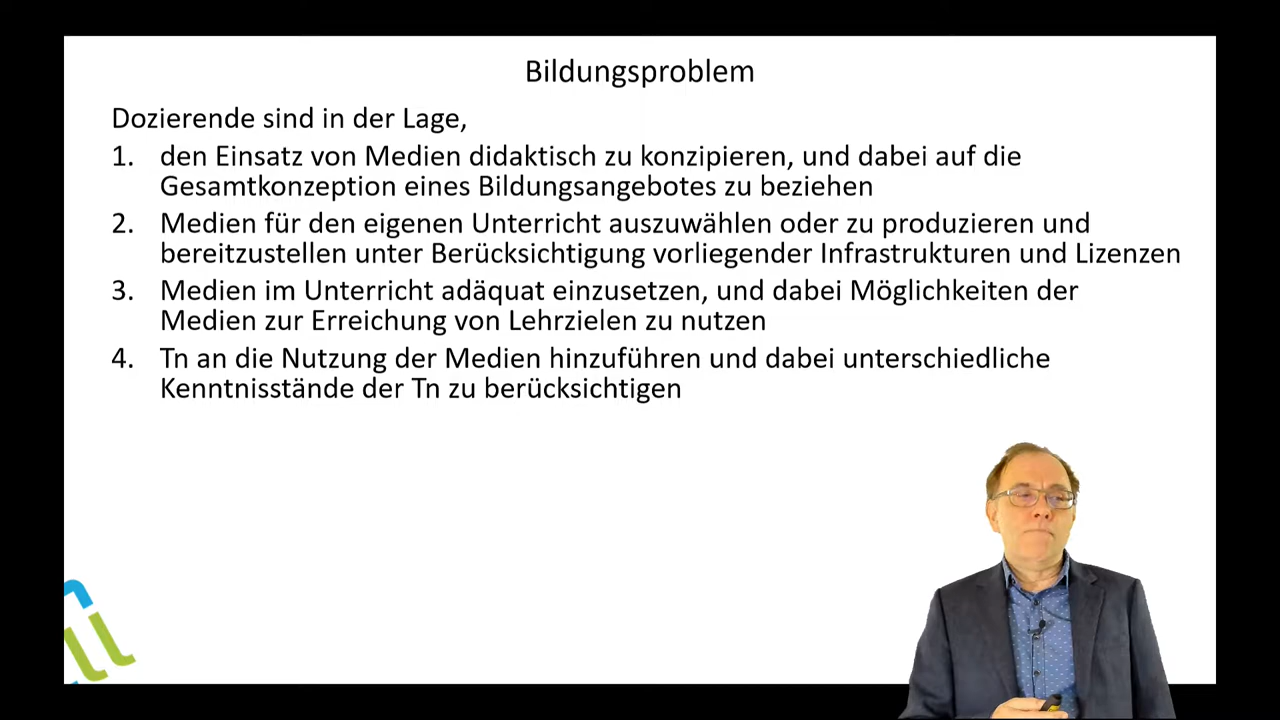 Bildungsproblem
Dozierende sind in der Lage,
1. den Einsatz von Medien didaktisch zu konzipieren, und dabei auf die
Gesamtkonzeption eines Bildungsangebotes zu beziehen
2. Medien für den eigenen Unterricht auszuwählen oder zu produzieren und
bereitzustellen unter Berücksichtigung vorliegender Infrastrukturen und Lizenzen
3. Medien im Unterricht adäquat einzusetzen, und dabei Möglichkeiten der
Medien zur Erreichung von Lehrzielen zu nutzen
4. Tn an die Nutzung der Medien hinzuführen und dabei unterschiedliche
Kenntnisstände der Tn zu berücksichtigen